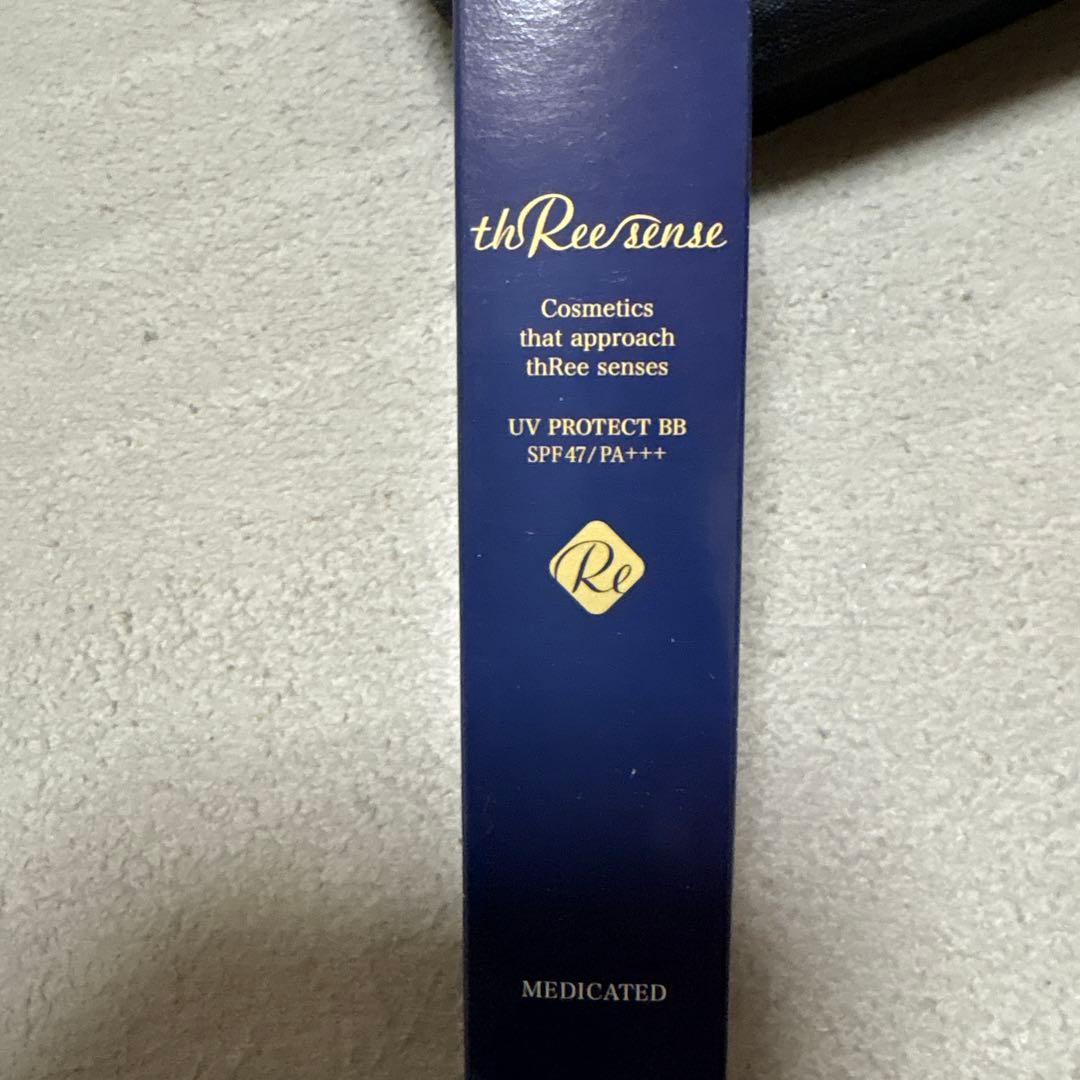 thRee sense
Cosmetics
that approach
thRee senses
UV PROTECT BB
SPF47/PA+++
Re
MEDICATED